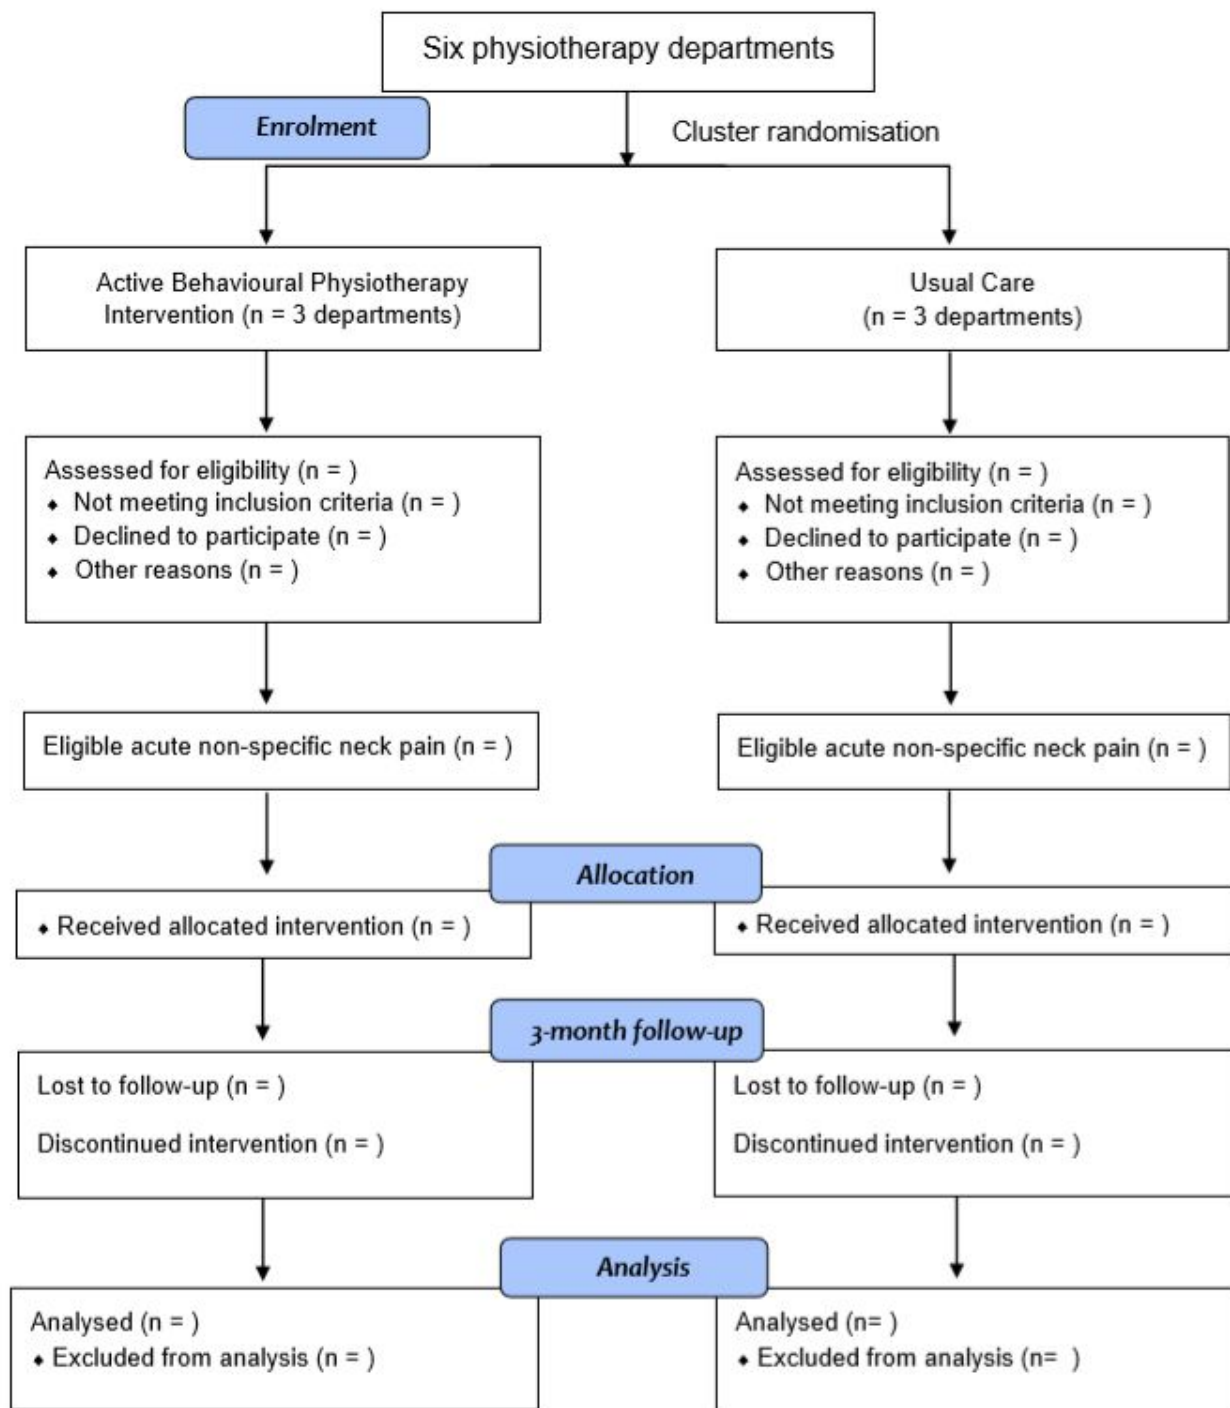 Six physiotherapy departments
Enrolment
Cluster randomisation
Active Behavioural Physiotherapy
Intervention (n = 3 departments)
Usual Care
(n = 3 departments)
Assessed for eligibility (n = )
⬥ Not meeting inclusion criteria (n = )
⬥ Declined to participate (n = )
⬥ Other reasons (n = )
Assessed for eligibility (n = )
⬥ Not meeting inclusion criteria (n = )
⬥ Declined to participate (n = )
⬥ Other reasons (n = )
Eligible acute non-specific neck pain (n = )
Eligible acute non-specific neck pain (n = )
Allocation
⬥ Received allocated intervention (n = )
⬥ Received allocated intervention (n = )
3-month follow-up
Lost to follow-up (n = )
Discontinued intervention (n = )
Lost to follow-up (n = )
Discontinued intervention (n = )
Analysis
Analysed (n = )
⬥ Excluded from analysis (n = )
Analysed (n= )
⬥ Excluded from analysis (n=  )